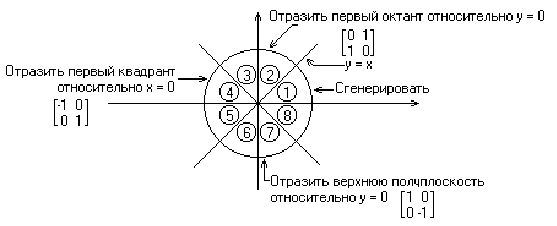 Отразить первый октант относительно y = 0
[0 1]
[1 0]
y = x
Отразить первый квадрант
относительно x = 0
[-1 0]
[0 1]
Сгенерировать
3 2
4 1
5 8
6 7
Отразить верхнюю полуплоскость
относительно y = 0 [1 0]
[0 -1]